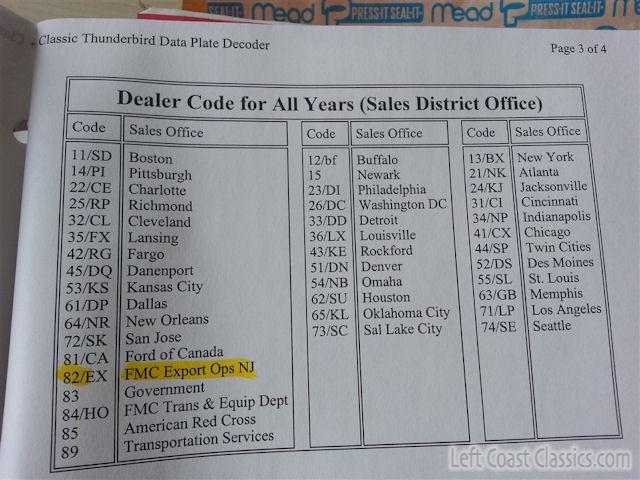 Mead PRESS-IT SEAL-IT Mead PRESS-IT SEAL-IT Mead
Classic Thunderbird Data Plate Decoder
Page 3 of 4
Dealer Code for All Years (Sales District Office)
Code Sales Office
11/SD Boston
14/PI Pittsburgh
22/CE Charlotte
25/RP Richmond
32/CL Cleveland
35/FX Lansing
42/RG Fargo
45/DQ Danenport
53/KS Kansas City
61/DP Dallas
64/NR New Orleans
72/SK San Jose
81/CA Ford of Canada
82/EX FMC Export Ops NJ
83 Government
84/HO FMC Trans & Equip Dept
85 American Red Cross
89 Transportation Services
Code Sales Office
12/bf Buffalo
15 Newark
23/DI Philadelphia
26/DC Washington DC
33/DD Detroit
36/LX Louisville
43/KE Rockford
51/DN Denver
54/NB Omaha
62/SU Houston
65/KL Oklahoma City
73/SC Sal Lake City
Code Sales Office
13/BX New York
21/NK Atlanta
24/KJ Jacksonville
31/CI Cincinnati
34/NP Indianapolis
41/CX Chicago
44/SP Twin Cities
52/DS Des Moines
55/SL St. Louis
63/GB Memphis
71/LP Los Angeles
74/SE Seattle
Left Coast Classics.com